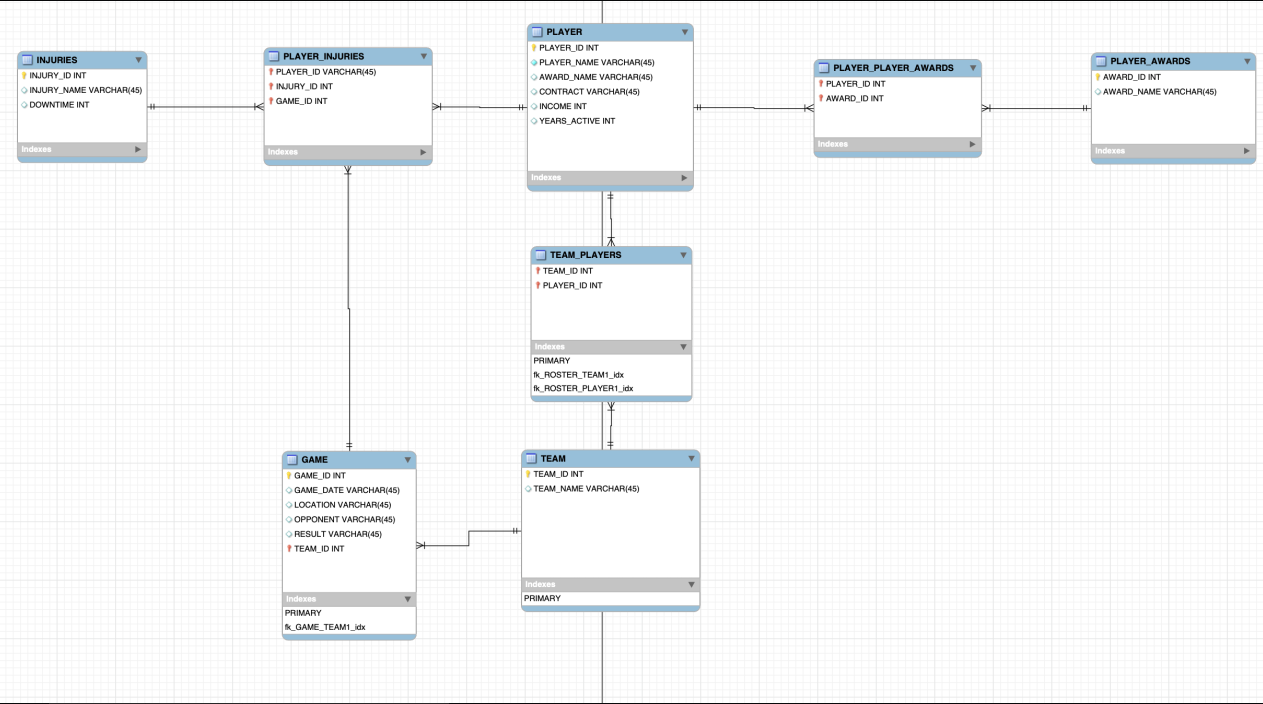 INJURIES
INJURY_ID INT
INJURY_NAME VARCHAR(45)
DOWNTIME INT
Indexes
PLAYER_INJURIES
PLAYER_ID VARCHAR(45)
INJURY_ID INT
GAME_ID INT
Indexes
PLAYER
PLAYER_ID INT
PLAYER_NAME VARCHAR(45)
AWARD_NAME VARCHAR(45)
CONTRACT VARCHAR(45)
INCOME INT
YEARS_ACTIVE INT
Indexes
PLAYER_PLAYER_AWARDS
PLAYER_ID INT
AWARD_ID INT
Indexes
PLAYER_AWARDS
AWARD_ID INT
AWARD_NAME VARCHAR(45)
Indexes
TEAM_PLAYERS
TEAM_ID INT
PLAYER_ID INT
Indexes
PRIMARY
fk_ROSTER_TEAM1_idx
fk_ROSTER_PLAYER1_idx
GAME
GAME_ID INT
GAME_DATE VARCHAR(45)
LOCATION VARCHAR(45)
OPPONENT VARCHAR(45)
RESULT VARCHAR(45)
TEAM_ID INT
Indexes
PRIMARY
fk_GAME_TEAM1_idx
TEAM
TEAM_ID INT
TEAM_NAME VARCHAR(45)
Indexes
PRIMARY